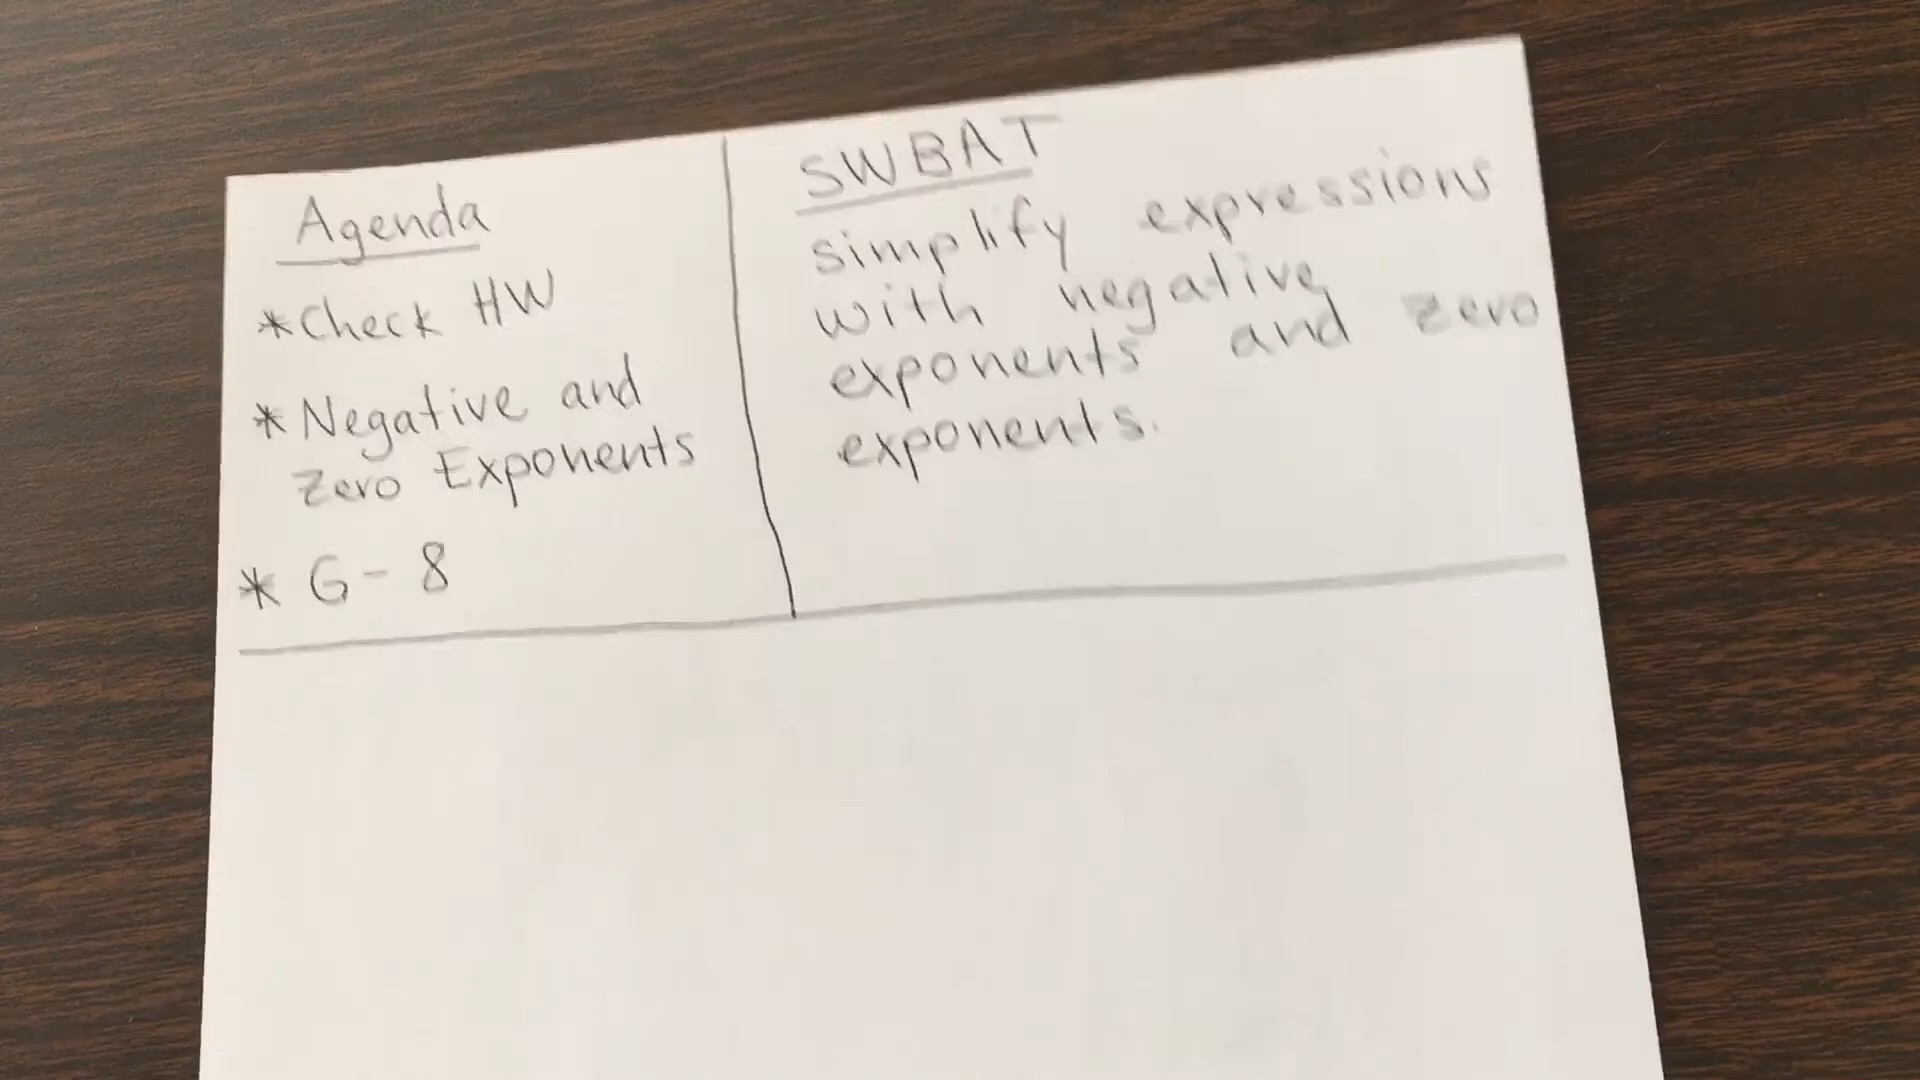 Agenda
*Check HW
*Negative and
Zero Exponents
* G-8
SWBAT
simplify expressions
with negative
exponents and zero
exponents.